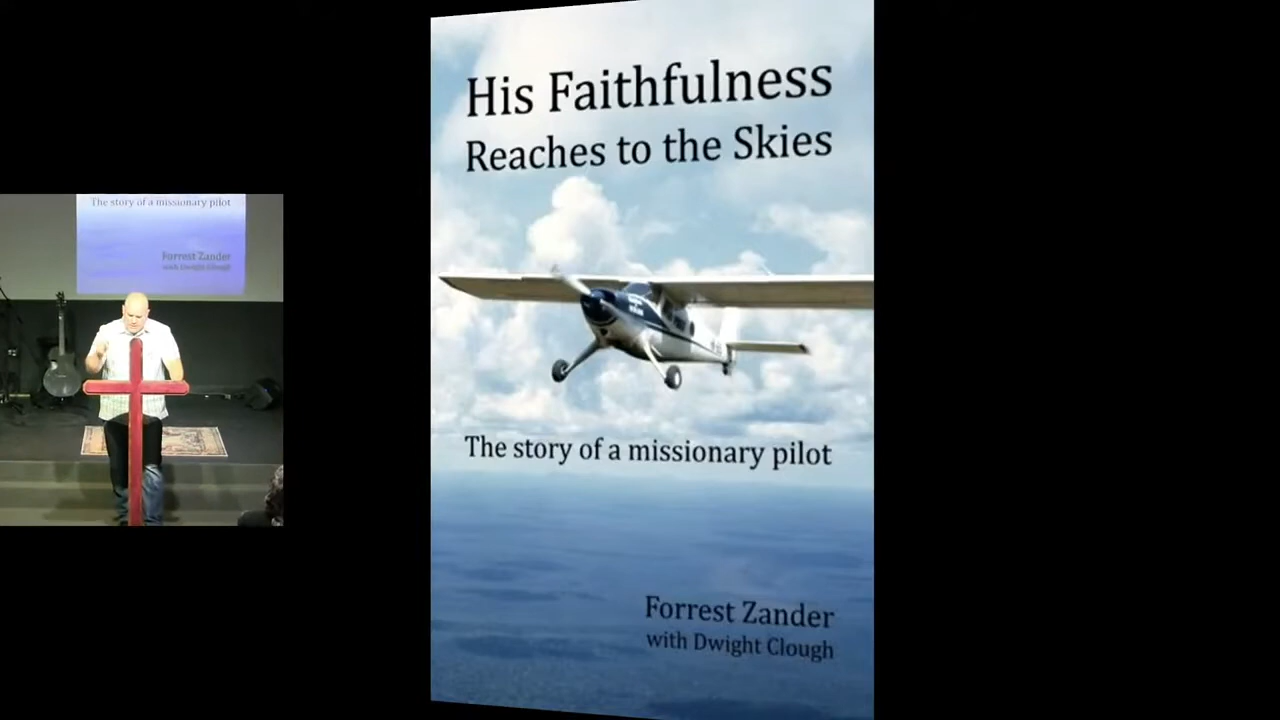 His Faithfulness
Reaches to the Skies
The story of a missionary pilot
Forrest Zander
with Dwight Clough
The story of a missionary pilot
Forrest Zander
with Dwight Clough